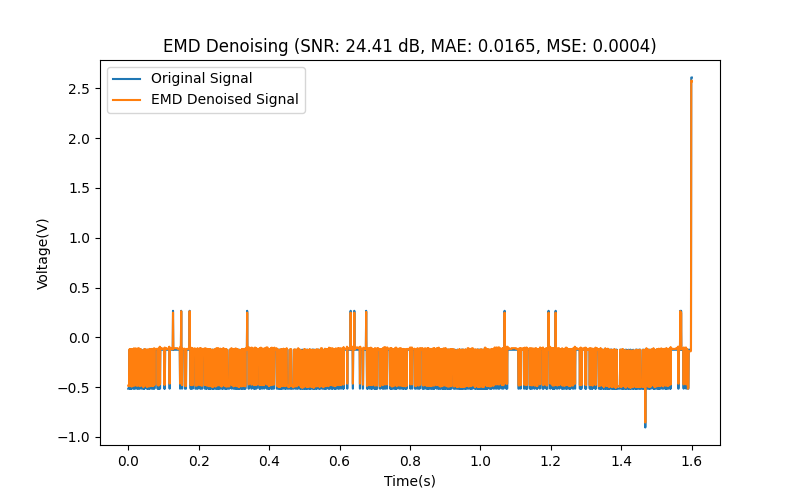 EMD Denoising (SNR: 24.41 dB, MAE: 0.0165, MSE: 0.0004)
Original Signal
EMD Denoised Signal
2.5
2.0
1.5
1.0
0.5
0.0
−0.5
−1.0
Voltage(V)
0.0 0.2 0.4 0.6 0.8 1.0 1.2 1.4 1.6
Time(s)